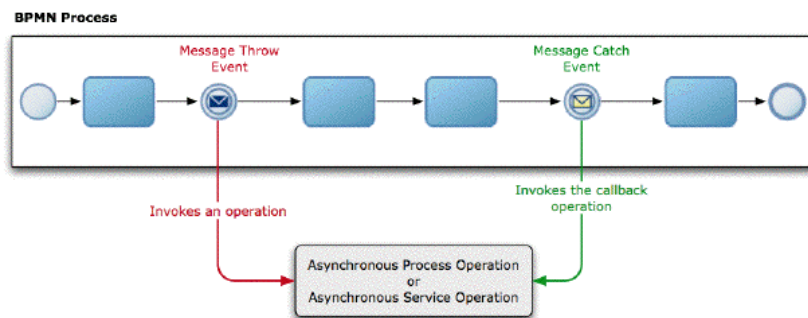 BPMN Process
Message Throw
Event
Message Catch
Event
Invokes an operation
Invokes the callback
operation
Asynchronous Process Operation
or
Asynchronous Service Operation